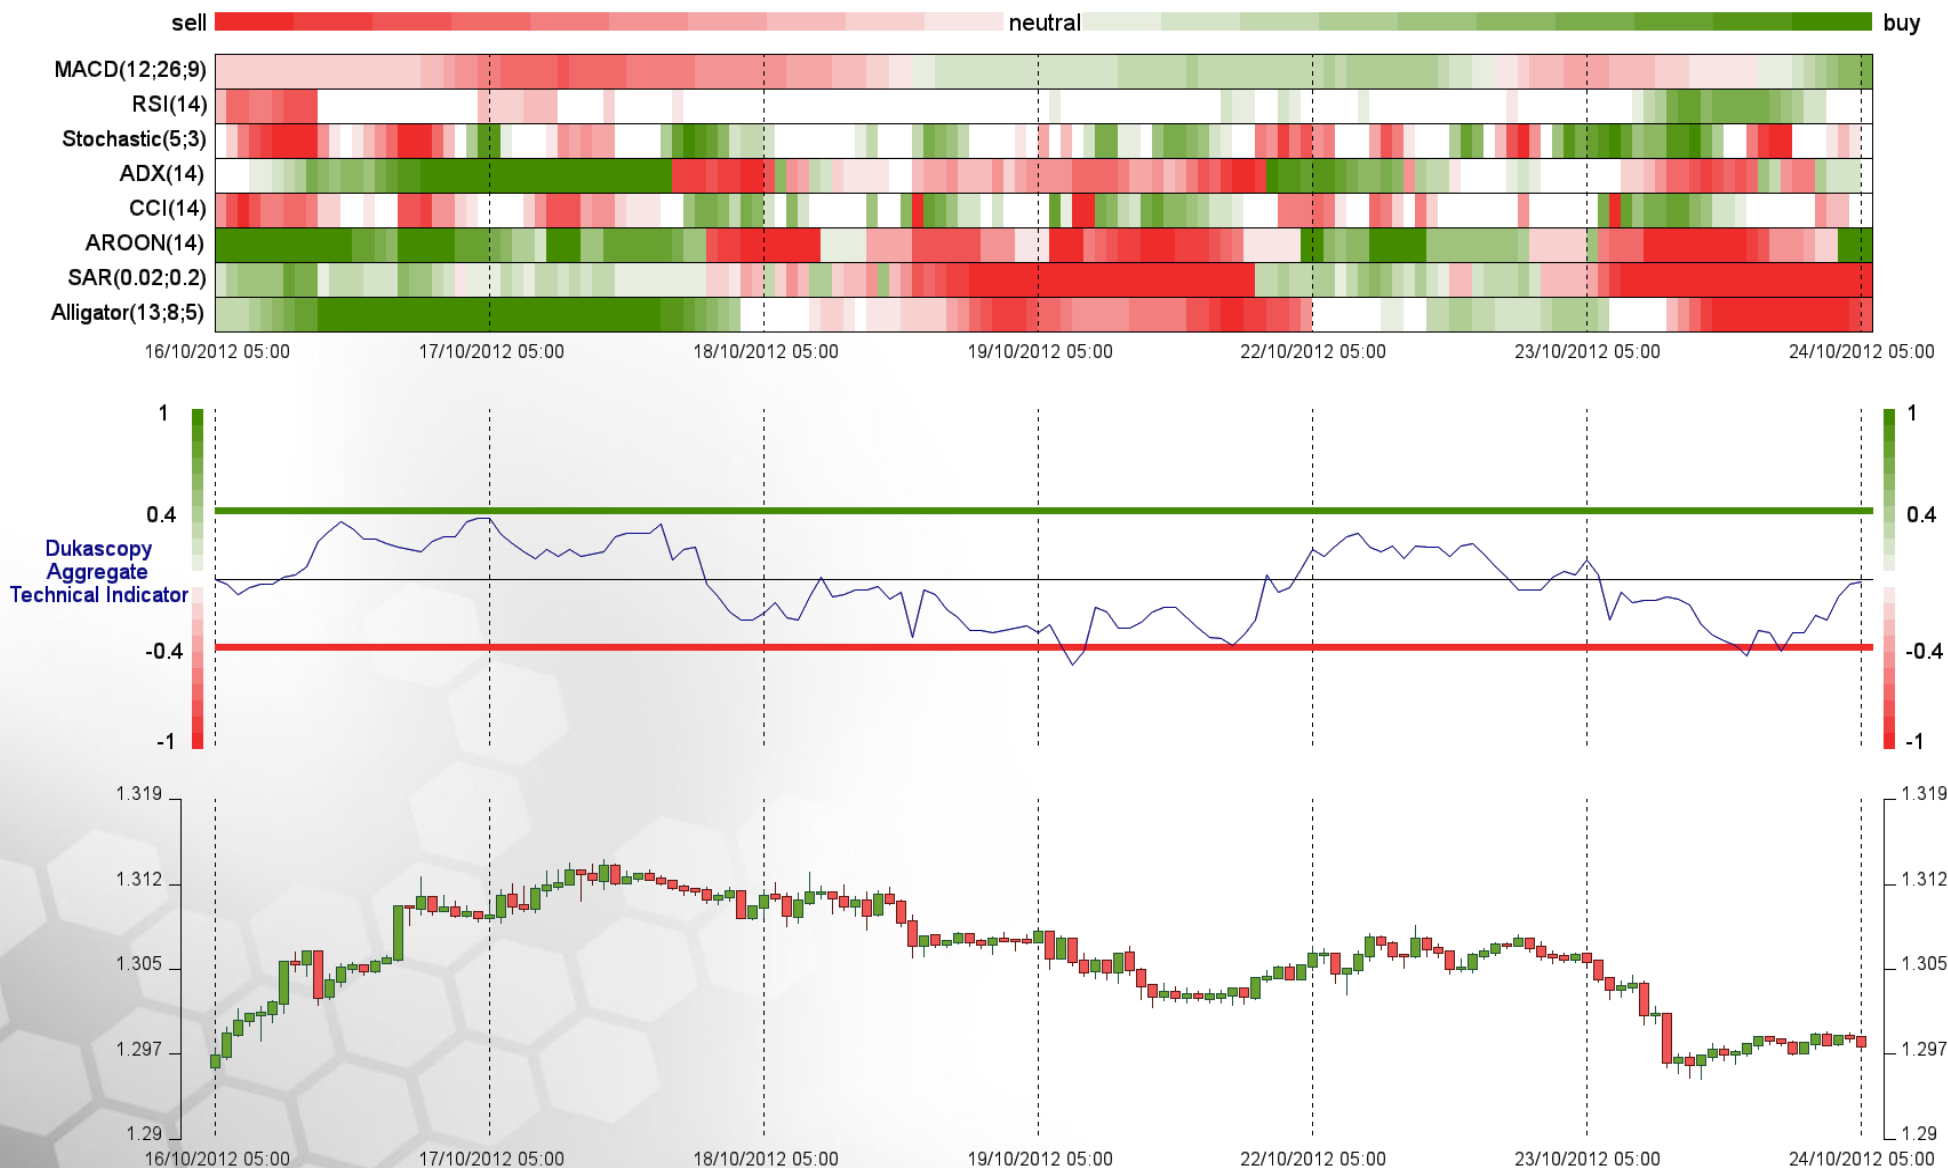 sell neutral buy
MACD(12;26;9)
RSI(14)
Stochastic(5;3)
ADX(14)
CCI(14)
AROON(14)
SAR(0.02;0.2)
Alligator(13;8;5)
16/10/2012 05:00 17/10/2012 05:00 18/10/2012 05:00 19/10/2012 05:00 22/10/2012 05:00 23/10/2012 05:00 24/10/2012 05:00
1 1
0.4 0.4
Dukascopy
Aggregate
Technical Indicator
-0.4 -0.4
-1 -1
1.319 1.319
1.312 1.312
1.305 1.305
1.297 1.297
1.29 1.29
16/10/2012 05:00 17/10/2012 05:00 18/10/2012 05:00 19/10/2012 05:00 22/10/2012 05:00 23/10/2012 05:00 24/10/2012 05:00